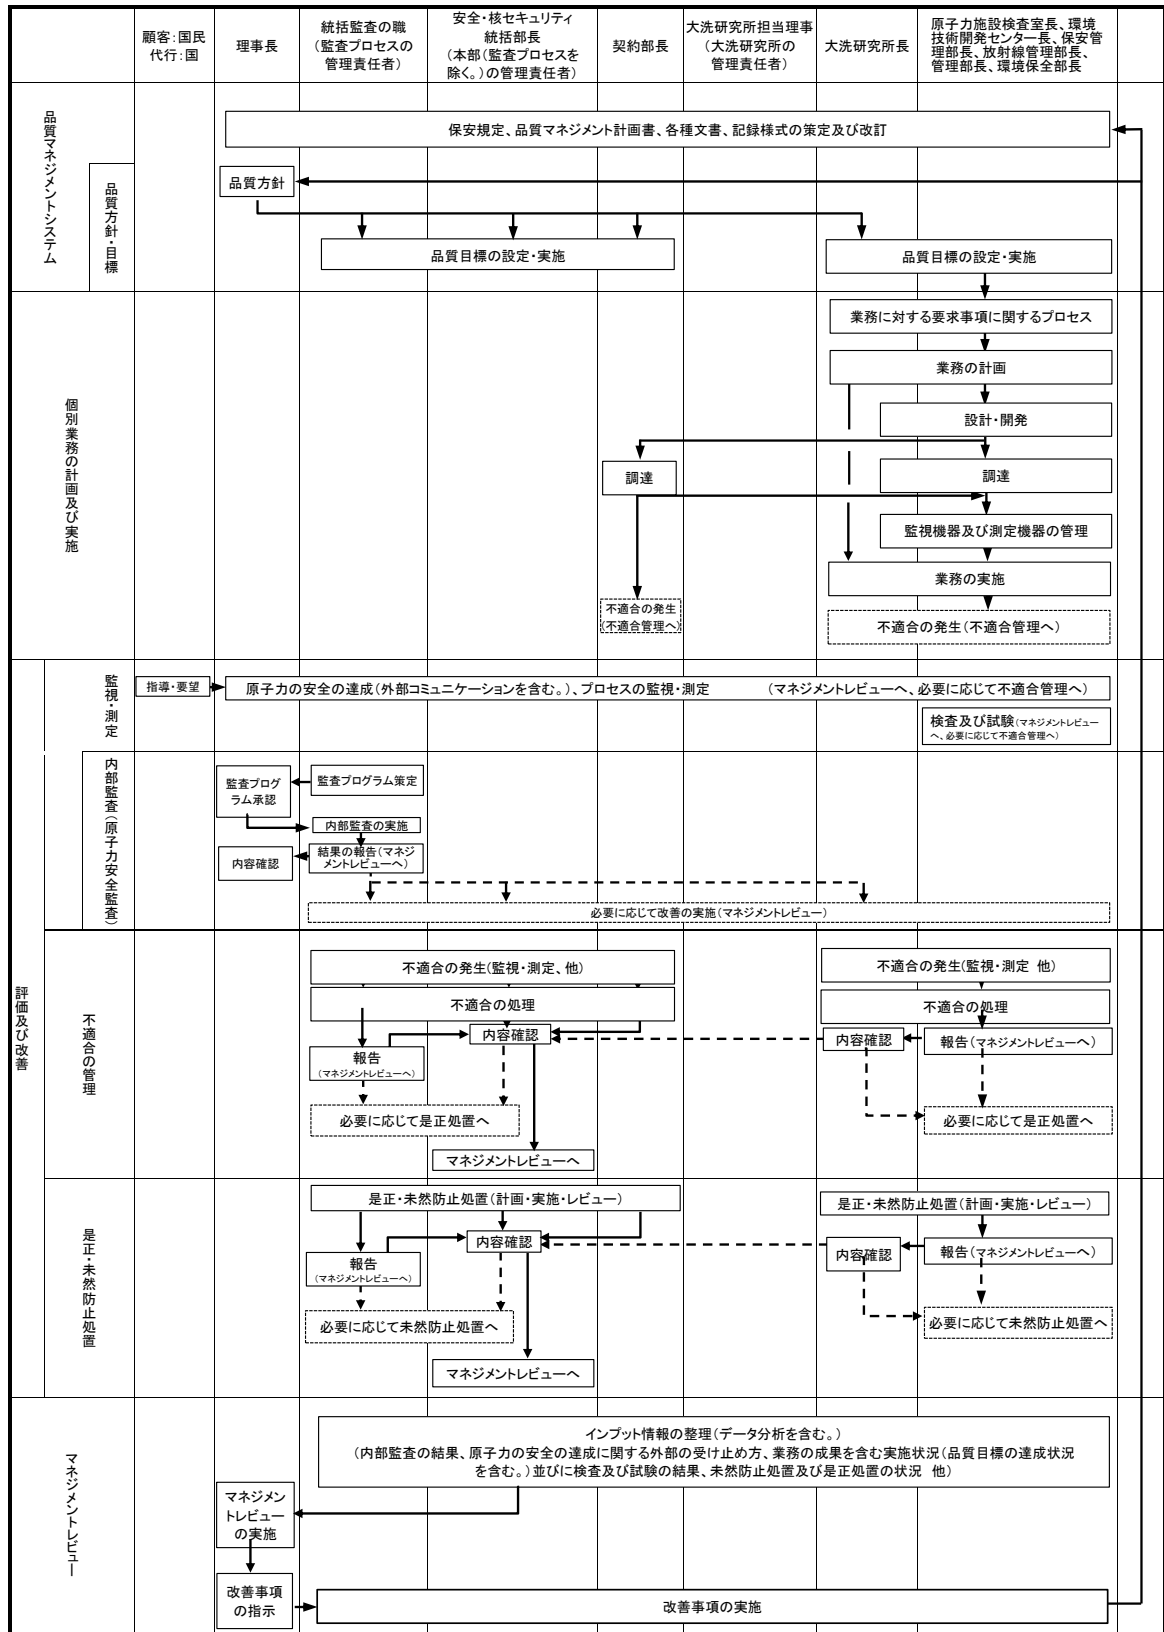 顧客：国民
代行：国
理事長
統括監査の職
（監査プロセスの
管理責任者）
安全・核セキュリティ
統括部長
（本部（監査プロセスを
除く。）の管理責任者）
契約部長
大洗研究所担当理事
（大洗研究所の
管理責任者）
大洗研究所長
原子力施設検査室長、環境
技術開発センター長、保安管
理部長、放射線管理部長、
管理部長、環境保全部長
品質マネジメントシステム
保安規定、品質マネジメント計画書、各種文書、記録様式の策定及び改訂
品質方針・目標
品質方針
品質目標の設定・実施
品質目標の設定・実施
個別業務の計画及び実施
業務に対する要求事項に関するプロセス
業務の計画
設計・開発
調達
調達
監視機器及び測定機器の管理
業務の実施
不適合の発生
（不適合管理へ）
不適合の発生（不適合管理へ）
評価及び改善
監視・測定
指導・要望
原子力の安全の達成（外部コミュニケーションを含む。）、プロセスの監視・測定　　　（マネジメントレビューへ、必要に応じて不適合管理へ）
検査及び試験（マネジメントレビュー
へ、必要に応じて不適合管理へ）
内部監査（原子力安全監査）
監査プログ
ラム承認
監査プログラム策定
内部監査の実施
内容確認
結果の報告（マネジ
メントレビューへ）
必要に応じて改善の実施（マネジメントレビュー）
不適合の管理
不適合の発生（監視・測定、他）
不適合の発生（監視・測定 他）
不適合の処理
不適合の処理
内容確認
内容確認
報告（マネジメントレビューへ）
報告
（マネジメントレビューへ）
必要に応じて是正処置へ
必要に応じて是正処置へ
マネジメントレビューへ
是正・未然防止処置
是正・未然防止処置（計画・実施・レビュー）
是正・未然防止処置（計画・実施・レビュー）
内容確認
内容確認
報告（マネジメントレビューへ）
報告
（マネジメントレビューへ）
必要に応じて未然防止処置へ
必要に応じて未然防止処置へ
マネジメントレビューへ
マネジメントレビュー
インプット情報の整理（データ分析を含む。）
（内部監査の結果、原子力の安全の達成に関する外部の受け止め方、業務の成果を含む実施状況（品質目標の達成状況
を含む。）並びに検査及び試験の結果、未然防止処置及び是正処置の状況 他）
マネジメン
トレビュー
の実施
改善事項
の指示
改善事項の実施